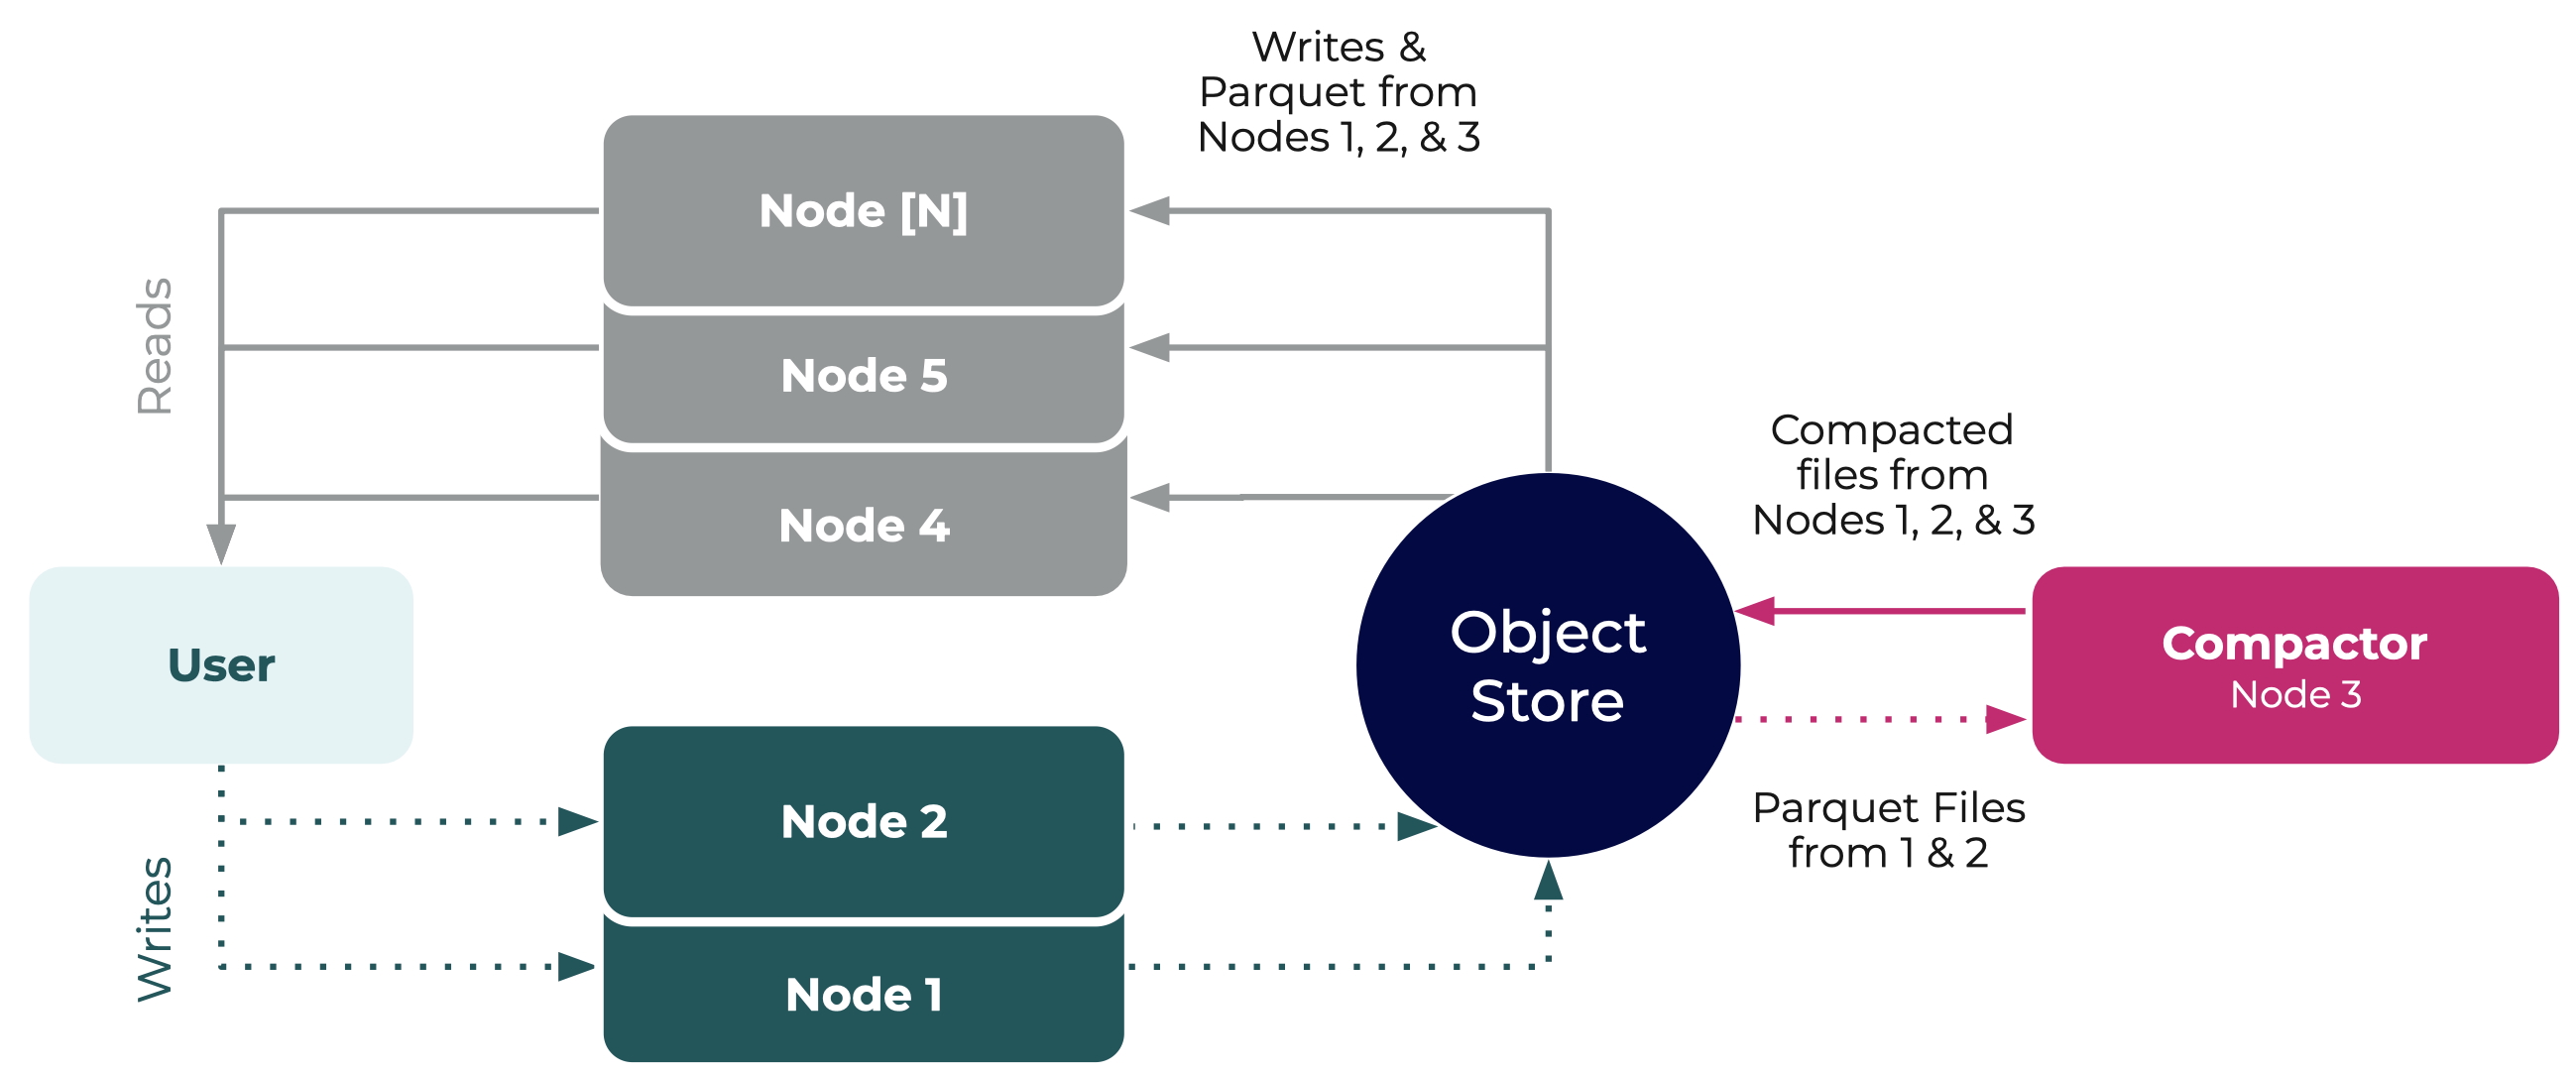 Writes &
Parquet from
Nodes 1, 2, & 3
Node [N]
Reads
Node 5
Node 4
Compacted
files from
Nodes 1, 2, & 3
User
Object
Store
Compactor
Node 3
Node 2
Parquet Files
from 1 & 2
Writes
Node 1